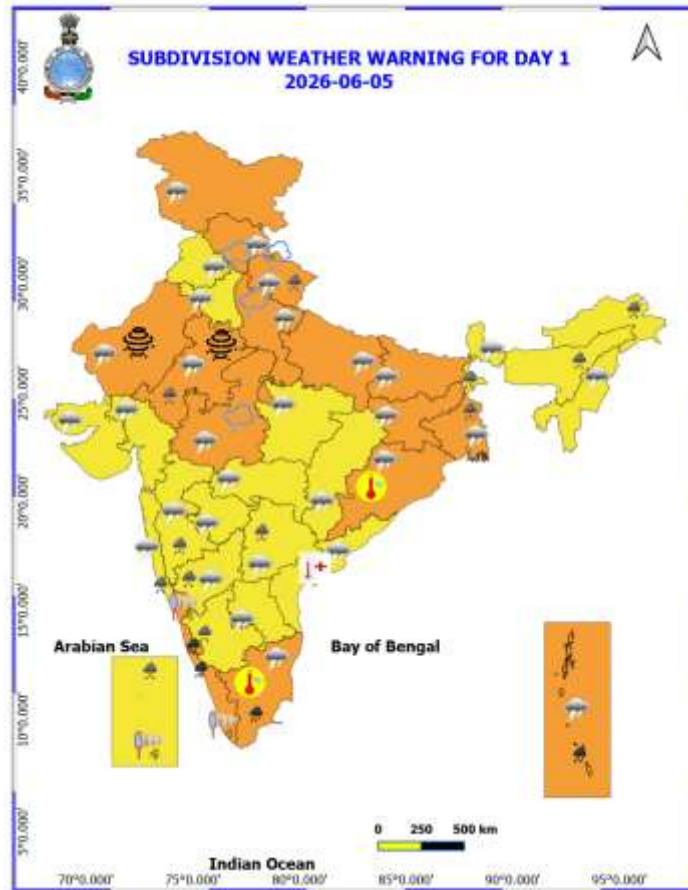 SUBDIVISION WEATHER WARNING FOR DAY 1
2026-06-05
40°0.000'
35°0.000'
30°0.000'
25°0.000'
20°0.000'
15°0.000'
10°0.000'
5°0.000'
Arabian Sea
Bay of Bengal
0 250 500 km
Indian Ocean
70°0.000' 75°0.000' 80°0.000' 85°0.000' 90°0.000' 95°0.000'